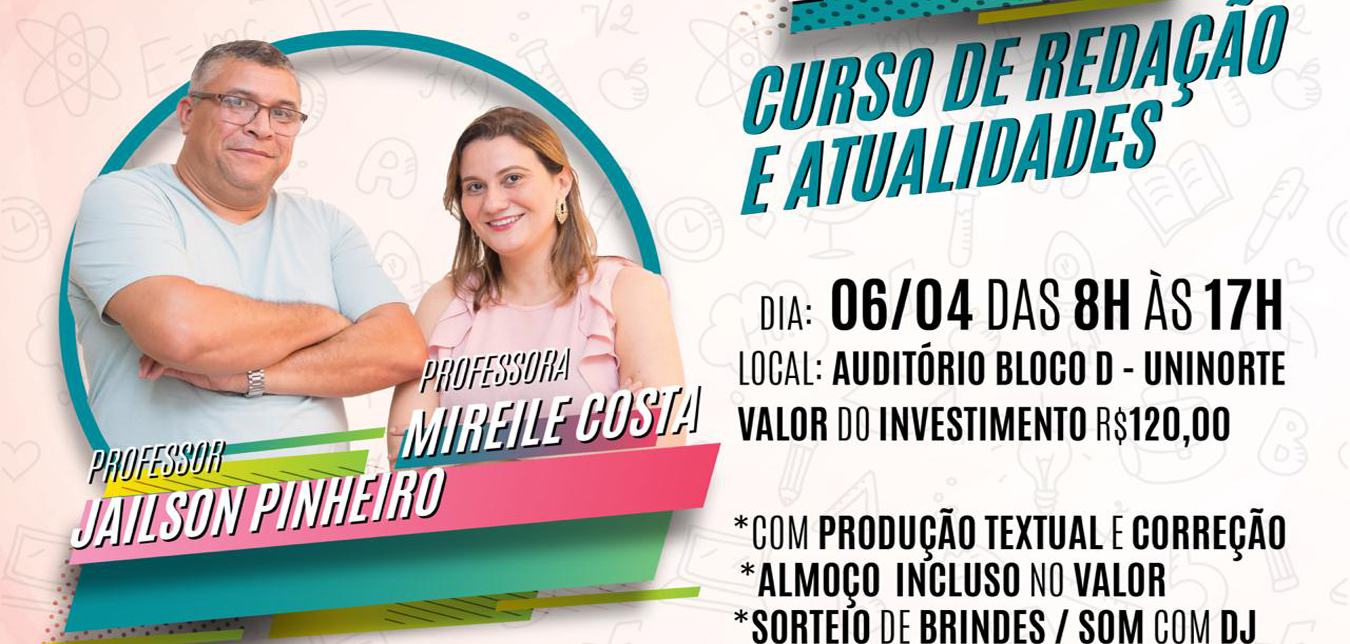 CURSO DE REDAÇÃO
E ATUALIDADES
DIA: 06/04 DAS 8H ÀS 17H
LOCAL: AUDITÓRIO BLOCO D - UNINORTE
VALOR DO INVESTIMENTO R$120,00
*COM PRODUÇÃO TEXTUAL E CORREÇÃO
*ALMOÇO INCLUSO NO VALOR
*SORTEIO DE BRINDES / SOM COM DJ
PROFESSORA
MIREILE COSTA
PROFESSOR
JAILSON PINHEIRO